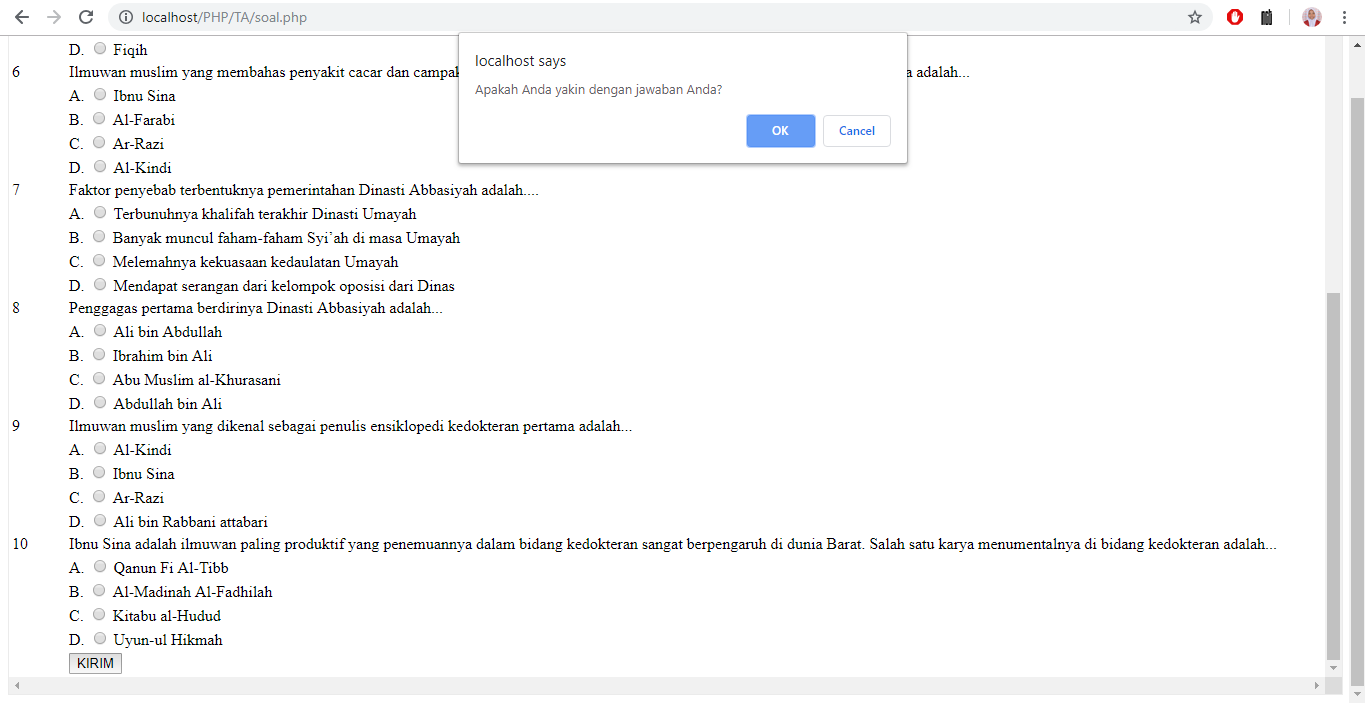 localhost/PHP/TA/soal.php
localhost says
Apakah Anda yakin dengan jawaban Anda?
OK Cancel
D. Fiqih
6 Ilmuwan muslim yang membahas penyakit cacar dan campak a adalah...
A. Ibnu Sina
B. Al-Farabi
C. Ar-Razi
D. Al-Kindi
7 Faktor penyebab terbentuknya pemerintahan Dinasti Abbasiyah adalah....
A. Terbunuhnya khalifah terakhir Dinasti Umayah
B. Banyak muncul faham-faham Syi’ah di masa Umayah
C. Melemahnya kekuasaan kedaulatan Umayah
D. Mendapat serangan dari kelompok oposisi dari Dinas
8 Penggagas pertama berdirinya Dinasti Abbasiyah adalah...
A. Ali bin Abdullah
B. Ibrahim bin Ali
C. Abu Muslim al-Khurasani
D. Abdullah bin Ali
9 Ilmuwan muslim yang dikenal sebagai penulis ensiklopedi kedokteran pertama adalah...
A. Al-Kindi
B. Ibnu Sina
C. Ar-Razi
D. Ali bin Rabbani attabari
10 Ibnu Sina adalah ilmuwan paling produktif yang penemuannya dalam bidang kedokteran sangat berpengaruh di dunia Barat. Salah satu karya menumentalnya di bidang kedokteran adalah...
A. Qanun Fi Al-Tibb
B. Al-Madinah Al-Fadhilah
C. Kitabu al-Hudud
D. Uyun-ul Hikmah
KIRIM